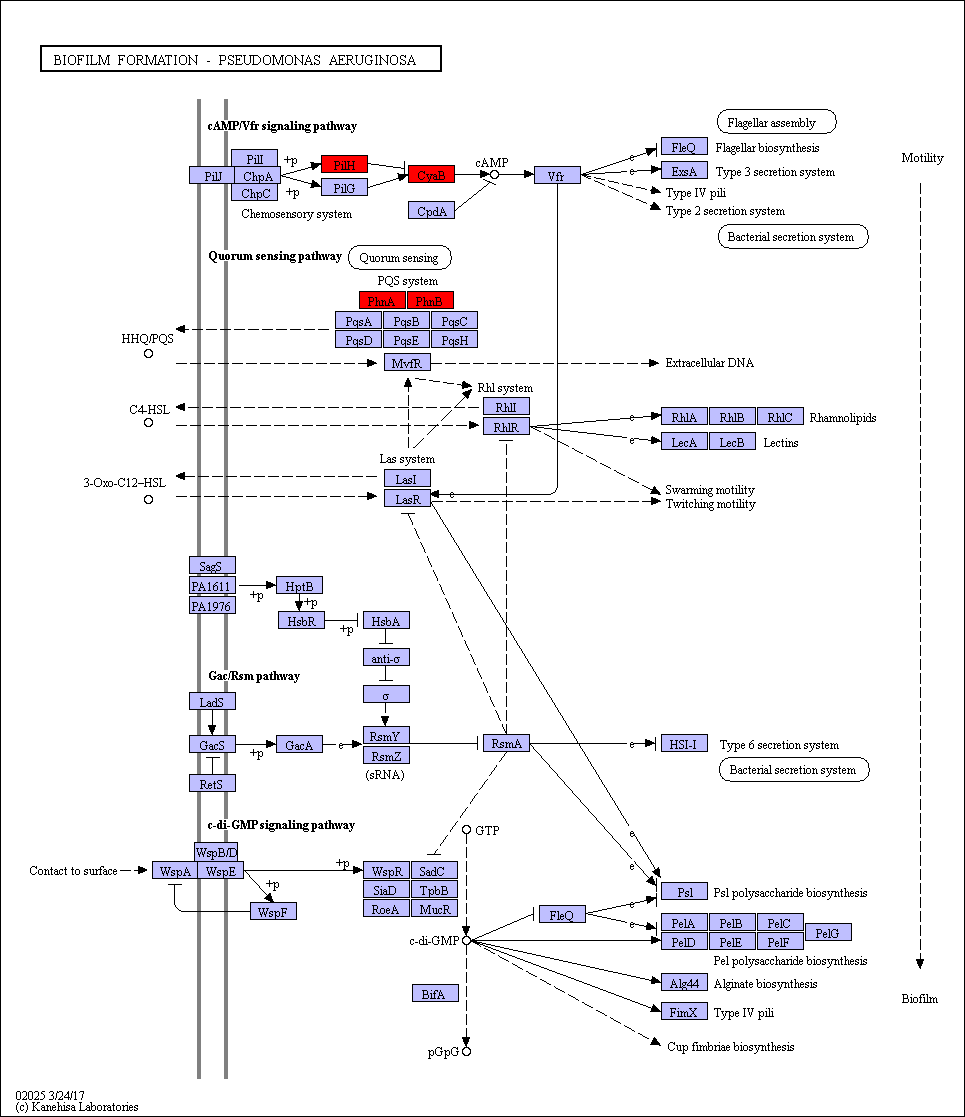 BIOFILM FORMATION - PSEUDOMONAS AERUGINOSA
cAMP/Vfr signaling pathway
Flagellar assembly
PilI
+p
PilH
cAMP
FleQ
Flagellar biosynthesis
e
Motility
PilJ
ChpA
CyaB
Vfr
ExsA
Type 3 secretion system
e
ChpC
+p
PilG
Type IV pili
Chemosensory system
CpdA
Type 2 secretion system
Bacterial secretion system
Quorum sensing pathway
Quorum sensing
PQS system
PhnA
PhnB
PqsA
PqsB
PqsC
HHQ/PQS
PqsD
PqsE
PqsH
MvfR
Extracellular DNA
Rhl system
C4-HSL
RhlI
RhlR
e
RhlA
RhlB
RhlC
Rhamnolipids
e
LecA
LecB
Lectins
Las system
3-Oxo-C12-HSL
LasI
LasR
e
Swarming motility
Twitching motility
SagS
PA1611
+p
HptB
PA1976
+p
HsbR
+p
HsbA
anti-σ
Gac/Rsm pathway
LadS
σ
GacS
+p
GacA
e
RsmY
RsmZ
(sRNA)
RsmA
e
HSI-I
Type 6 secretion system
Bacterial secretion system
RetS
c-di-GMP signaling pathway
GTP
e
WspB/D
+p
e
Contact to surface
WspA
WspE
WspR
SadC
+p
SiaD
TpbB
Psl
Psl polysaccharide biosynthesis
WspF
RoeA
MucR
FleQ
e
e
PelA
PelB
PelC
PelG
c-di-GMP
PelD
PelE
PelF
Pel polysaccharide biosynthesis
Alg44
Alginate biosynthesis
BifA
FimX
Type IV pili
Biofilm
pGpG
Cup fimbriae biosynthesis
02025 3/24/17
(c) Kanehisa Laboratories